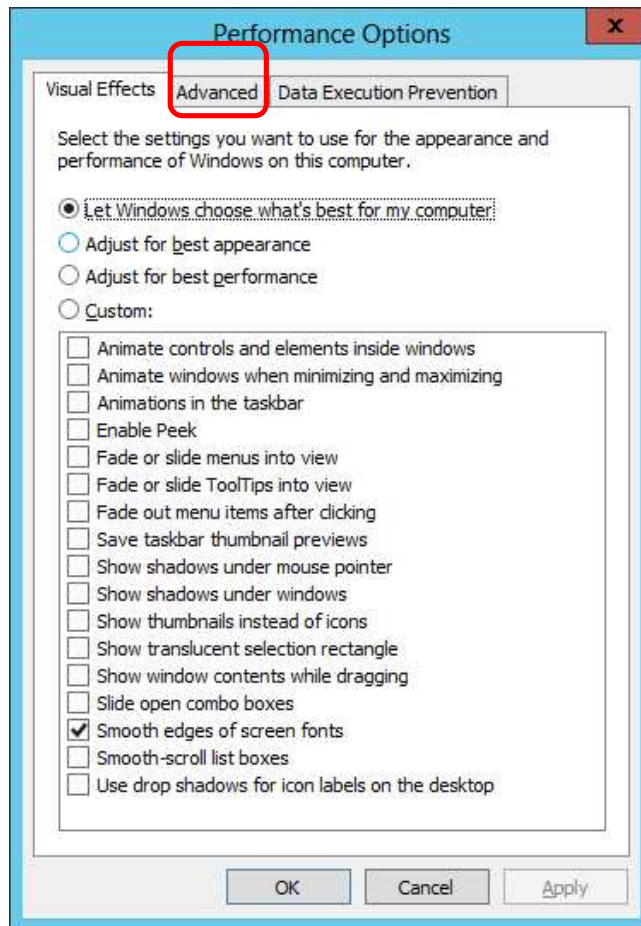 Performance Options
x
Visual Effects Advanced Data Execution Prevention
Select the settings you want to use for the appearance and
performance of Windows on this computer.
Let Windows choose what's best for my computer
Adjust for best appearance
Adjust for best performance
Custom:
Animate controls and elements inside windows
Animate windows when minimizing and maximizing
Animations in the taskbar
Enable Peek
Fade or slide menus into view
Fade or slide ToolTips into view
Fade out menu items after clicking
Save taskbar thumbnail previews
Show shadows under mouse pointer
Show shadows under windows
Show thumbnails instead of icons
Show translucent selection rectangle
Show window contents while dragging
Slide open combo boxes
Smooth edges of screen fonts
Smooth-scroll list boxes
Use drop shadows for icon labels on the desktop
OK Cancel Apply